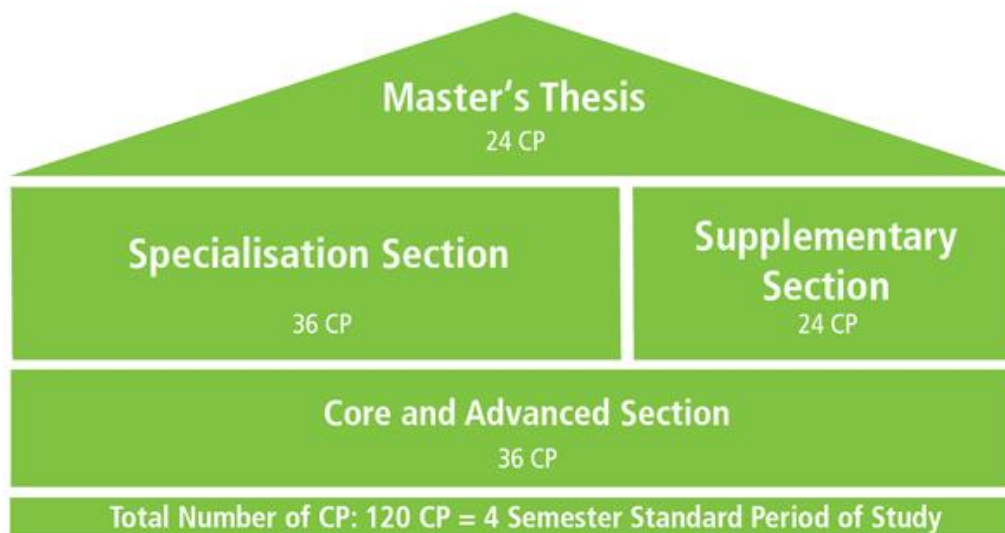 Master's Thesis
24 CP
Specialisation Section
36 CP
Supplementary
Section
24 CP
Core and Advanced Section
36 CP
Total Number of CP: 120 CP = 4 Semester Standard Period of Study